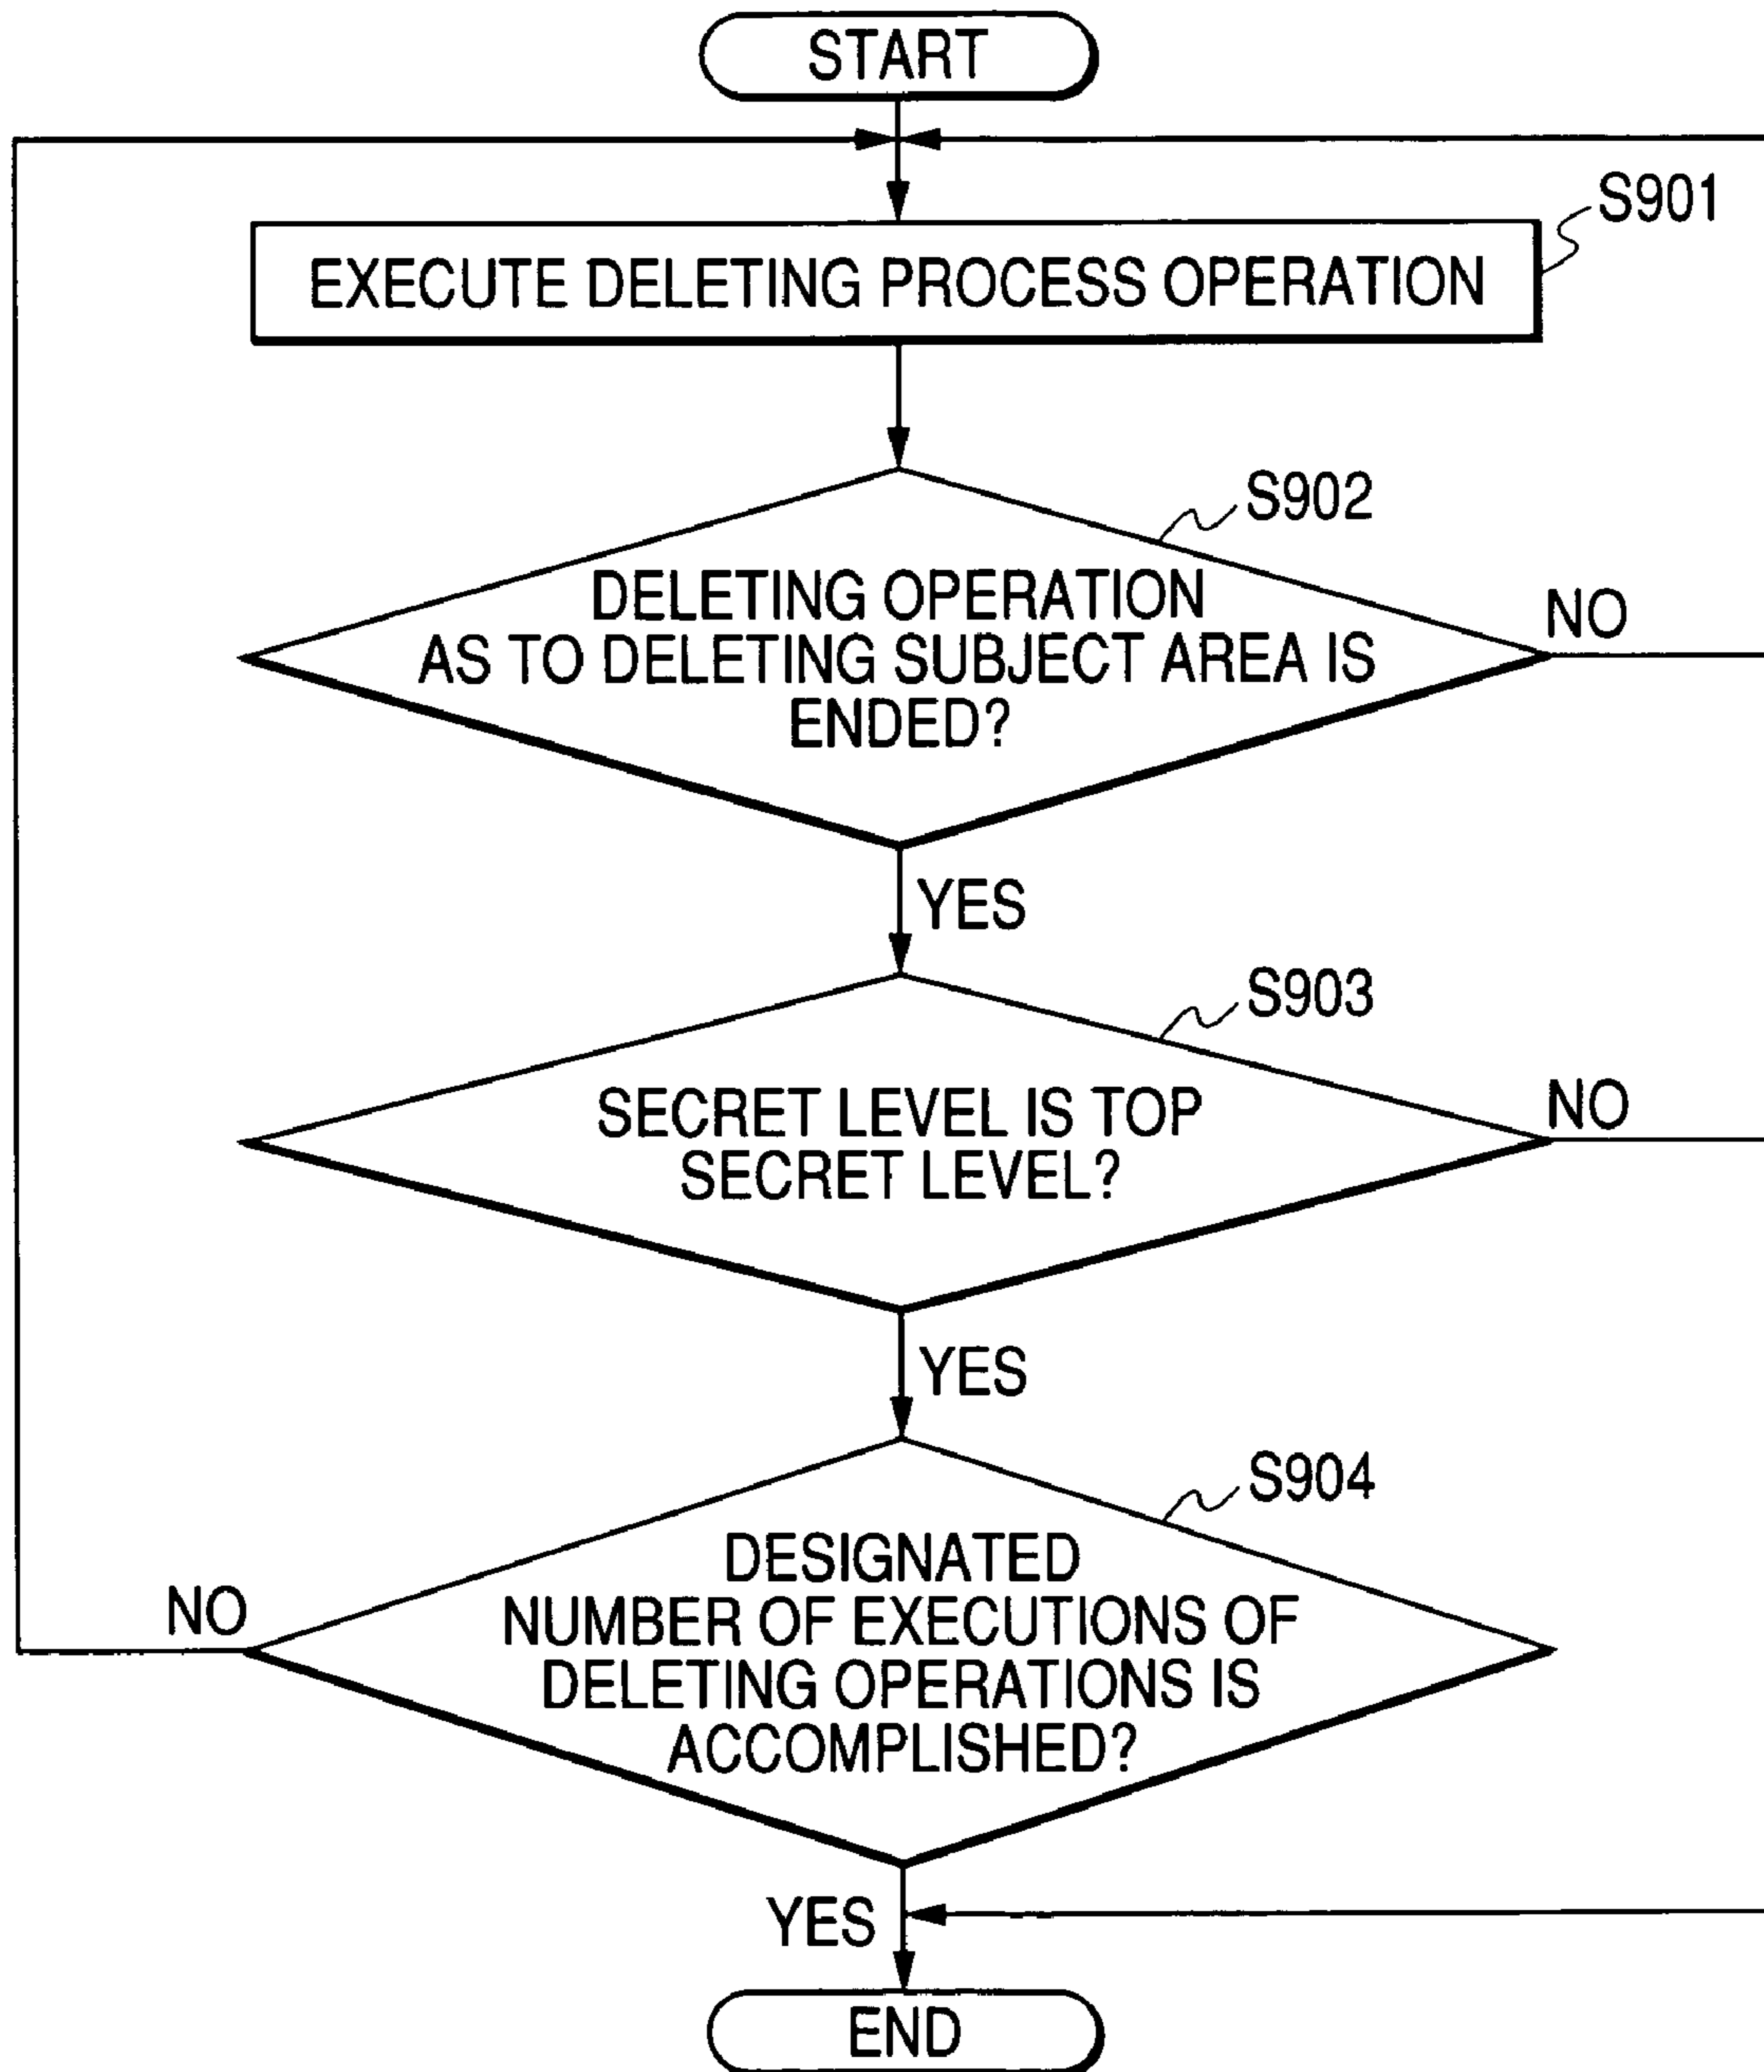 START
S901
EXECUTE DELETING PROCESS OPERATION
S902
DELETING OPERATION
AS TO DELETING SUBJECT AREA IS
ENDED?
NO
YES
S903
SECRET LEVEL IS TOP
SECRET LEVEL?
NO
YES
S904
DESIGNATED
NUMBER OF EXECUTIONS OF
DELETING OPERATIONS IS
ACCOMPLISHED?
NO
YES
END